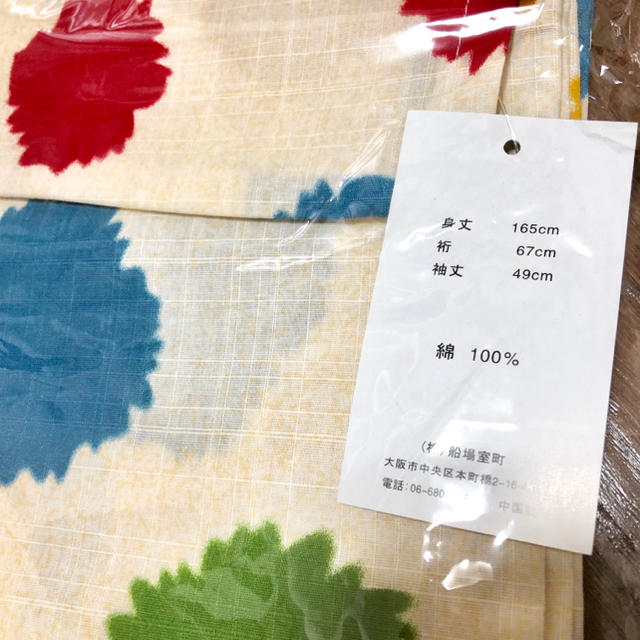 身丈 165cm
裄 67cm
袖丈 49cm
綿 100%
(株)船場室町
大阪市中央区本町橋2-16
電話:06-680
中国